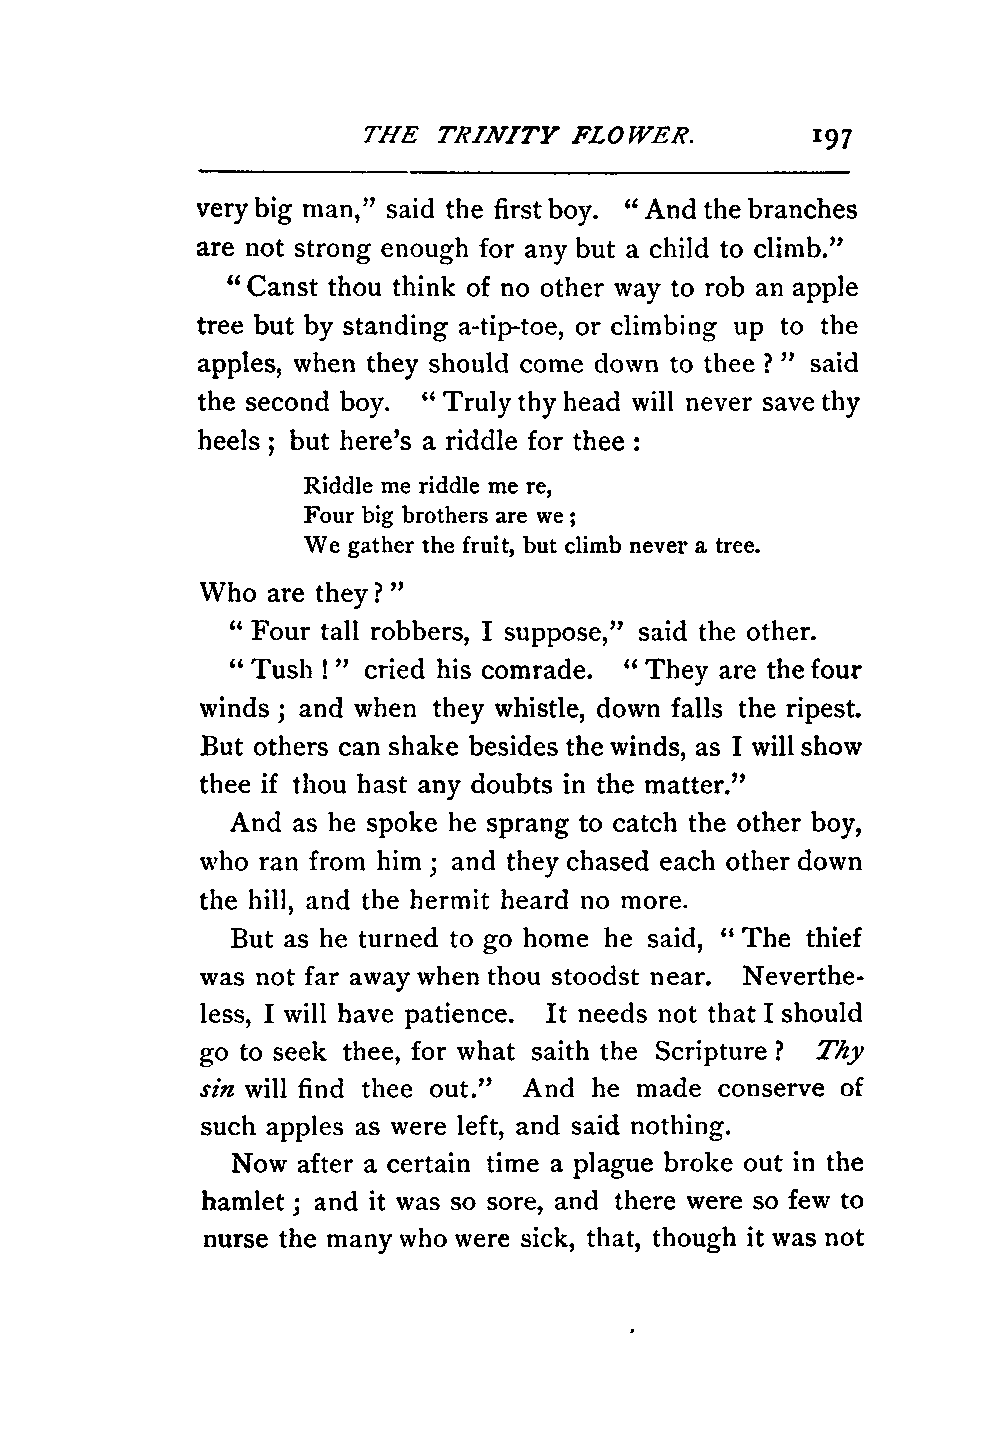 THE TRINITY FLOWER. 197
very big man," said the first boy. "And the branches
are not strong enough for any but a child to climb."
"Canst thou think of no other way to rob an apple
tree but by standing a-tip-toe, or climbing up to the
apples, when they should come down to thee?" said
the second boy. "Truly thy head will never save thy
heels; but here's a riddle for thee:
Riddle me riddle me re,
Four big brothers are we;
We gather the fruit, but climb never a tree.
Who are they?"
"Four tall robbers, I suppose," said the other.
"Tush!" cried his comrade. "They are the four
winds; and when they whistle, down falls the ripest.
But others can shake besides the winds, as I will show
thee if thou hast any doubts in the matter."
And as he spoke he sprang to catch the other boy,
who ran from him; and they chased each other down
the hill, and the hermit heard no more.
But as he turned to go home he said, "The thief
was not far away when thou stoodst near. Neverthe-
less, I will have patience. It needs not that I should
go to seek thee, for what saith the Scripture? Thy
sin will find thee out." And he made conserve of
such apples as were left, and said nothing.
Now after a certain time a plague broke out in the
hamlet; and it was so sore, and there were so few to
nurse the many who were sick, that, though it was not